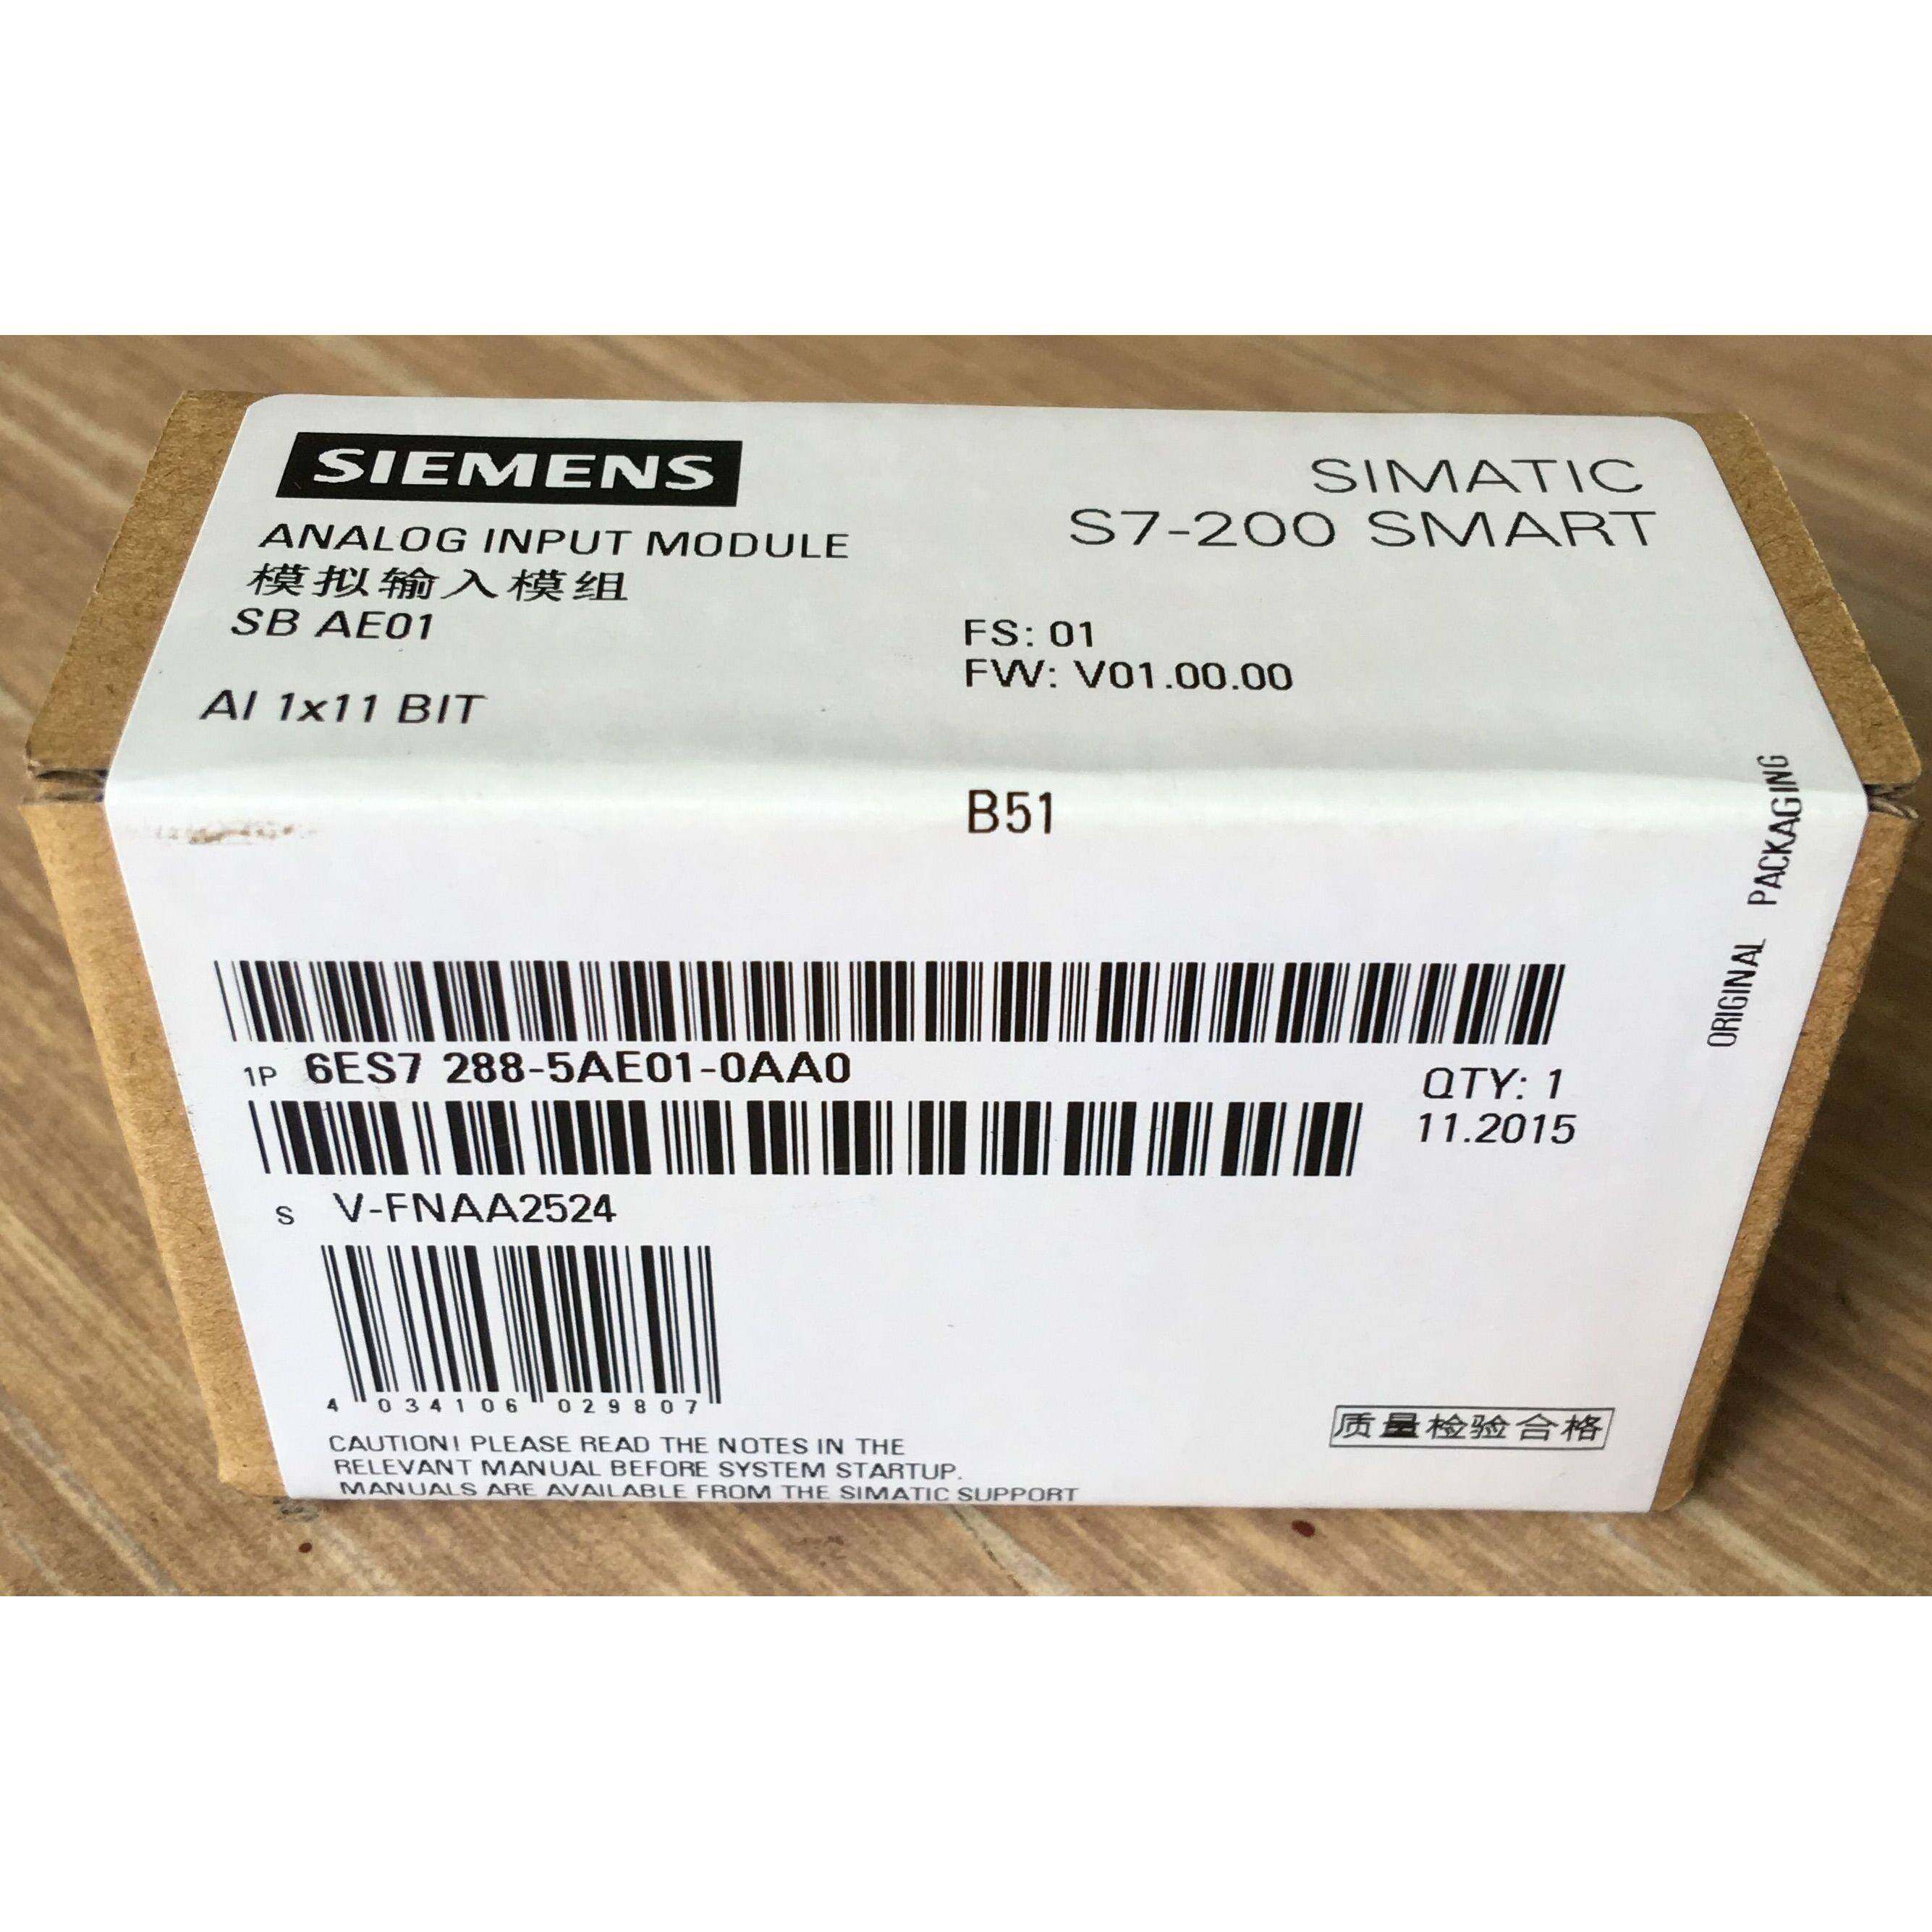 SIEMENS
SIMATIC
S7-200 SMART
ANALOG INPUT MODULE
模拟输入模组
SB AE01
FS: 01
FW: V01.00.00
AI 1x11 BIT
B51
ORIGINAL PACKAGING
1P 6ES7 288-5AE01-0AA0
QTY: 1
11.2015
S V-FNAA2524
4 034106 029807
质量检验合格
CAUTION! PLEASE READ THE NOTES IN THE
RELEVANT MANUAL BEFORE SYSTEM STARTUP.
MANUALS ARE AVAILABLE FROM THE SIMATIC SUPPORT